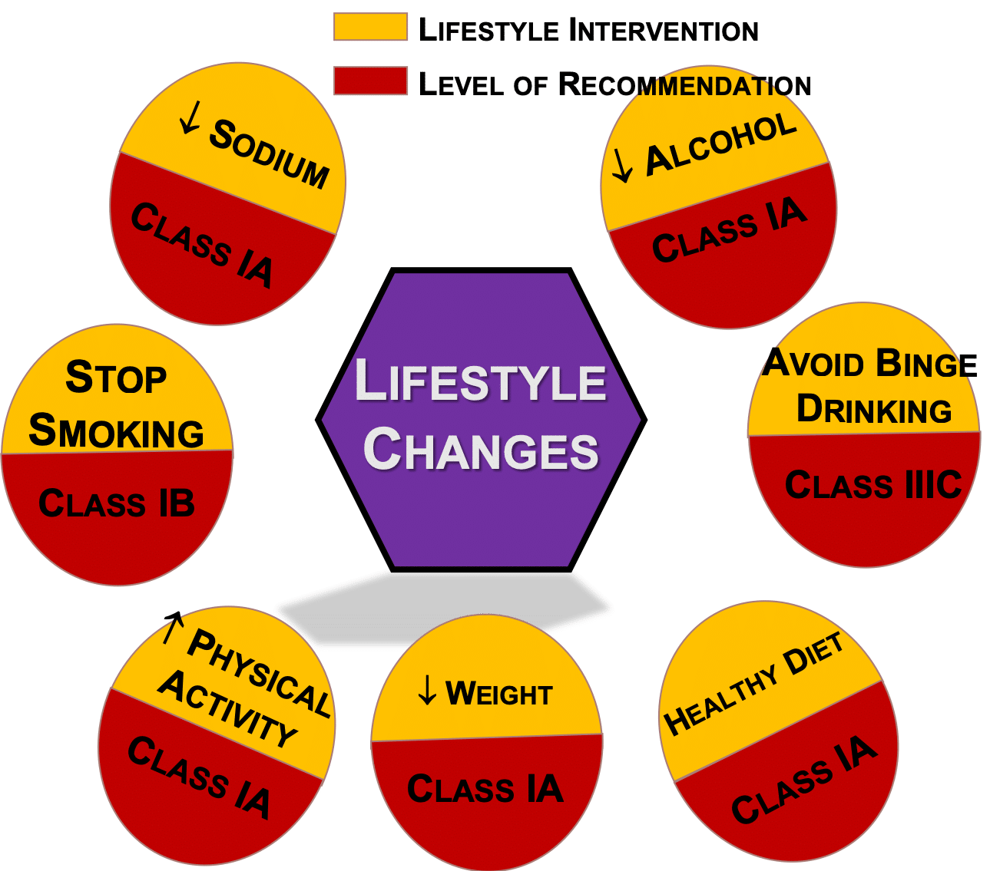 LIFESTYLE INTERVENTION
LEVEL OF RECOMMENDATION
↓ SODIUM
CLASS IA
↓ ALCOHOL
CLASS IA
STOP
SMOKING
CLASS IB
LIFESTYLE
CHANGES
AVOID BINGE
DRINKING
CLASS IIIC
↑ PHYSICAL
ACTIVITY
CLASS IA
↓ WEIGHT
CLASS IA
HEALTHY DIET
CLASS IA